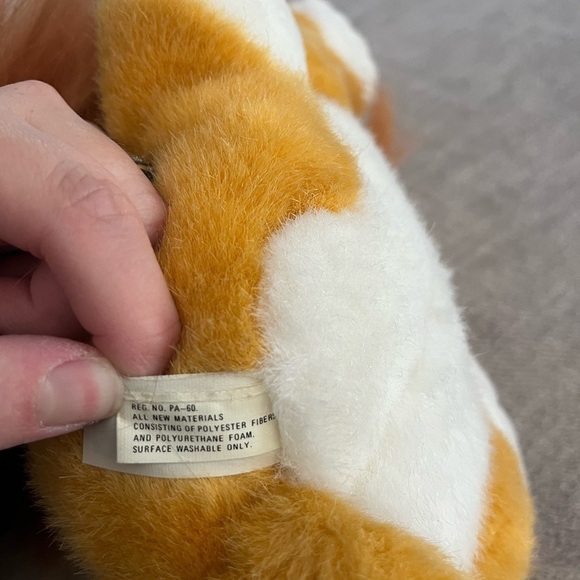 REG. NO. PA-60.
ALL NEW MATERIALS
CONSISTING OF POLYESTER FIBERS
AND POLYURETHANE FOAM.
SURFACE WASHABLE ONLY.